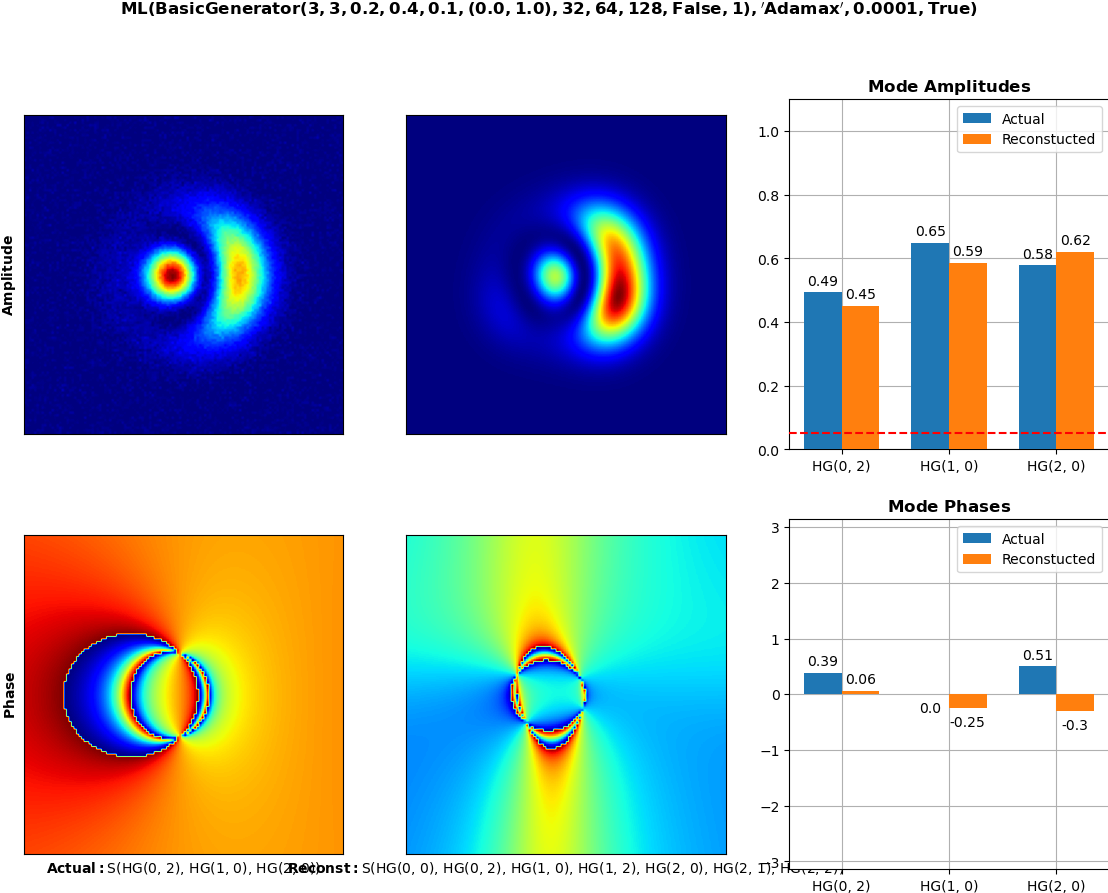 ML(BasicGenerator(3, 3, 0.2, 0.4, 0.1, (0.0, 1.0), 32, 64, 128, False, 1), 'Adamax', 0.0001, True)
Mode Amplitudes
Amplitude
Actual
Reconstucted
1.0
0.8
0.6
0.4
0.2
0.0
0.49
0.45
0.65
0.59
0.58
0.62
HG(0, 2)
HG(1, 0)
HG(2, 0)
Mode Phases
Phase
Actual
Reconstucted
3
2
1
0
−1
−2
−3
0.39
0.06
0.0
-0.25
0.51
-0.3
HG(0, 2)
HG(1, 0)
HG(2, 0)
Actual: S(HG(0, 2), HG(1, 0), HG(2, 0))
Reconst: S(HG(0, 0), HG(0, 2), HG(1, 0), HG(1, 2), HG(2, 0), HG(2, 1), HG(2, 2))